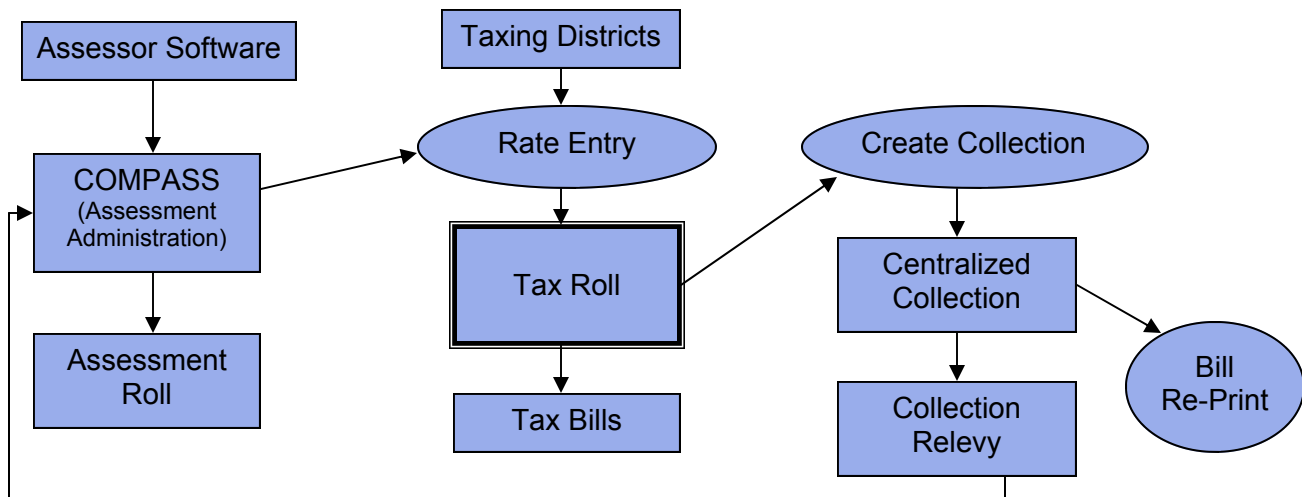 Assessor Software
Taxing Districts
Rate Entry
Create Collection
COMPASS
(Assessment
Administration)
Tax Roll
Centralized
Collection
Assessment
Roll
Tax Bills
Collection
Relevy
Bill
Re-Print